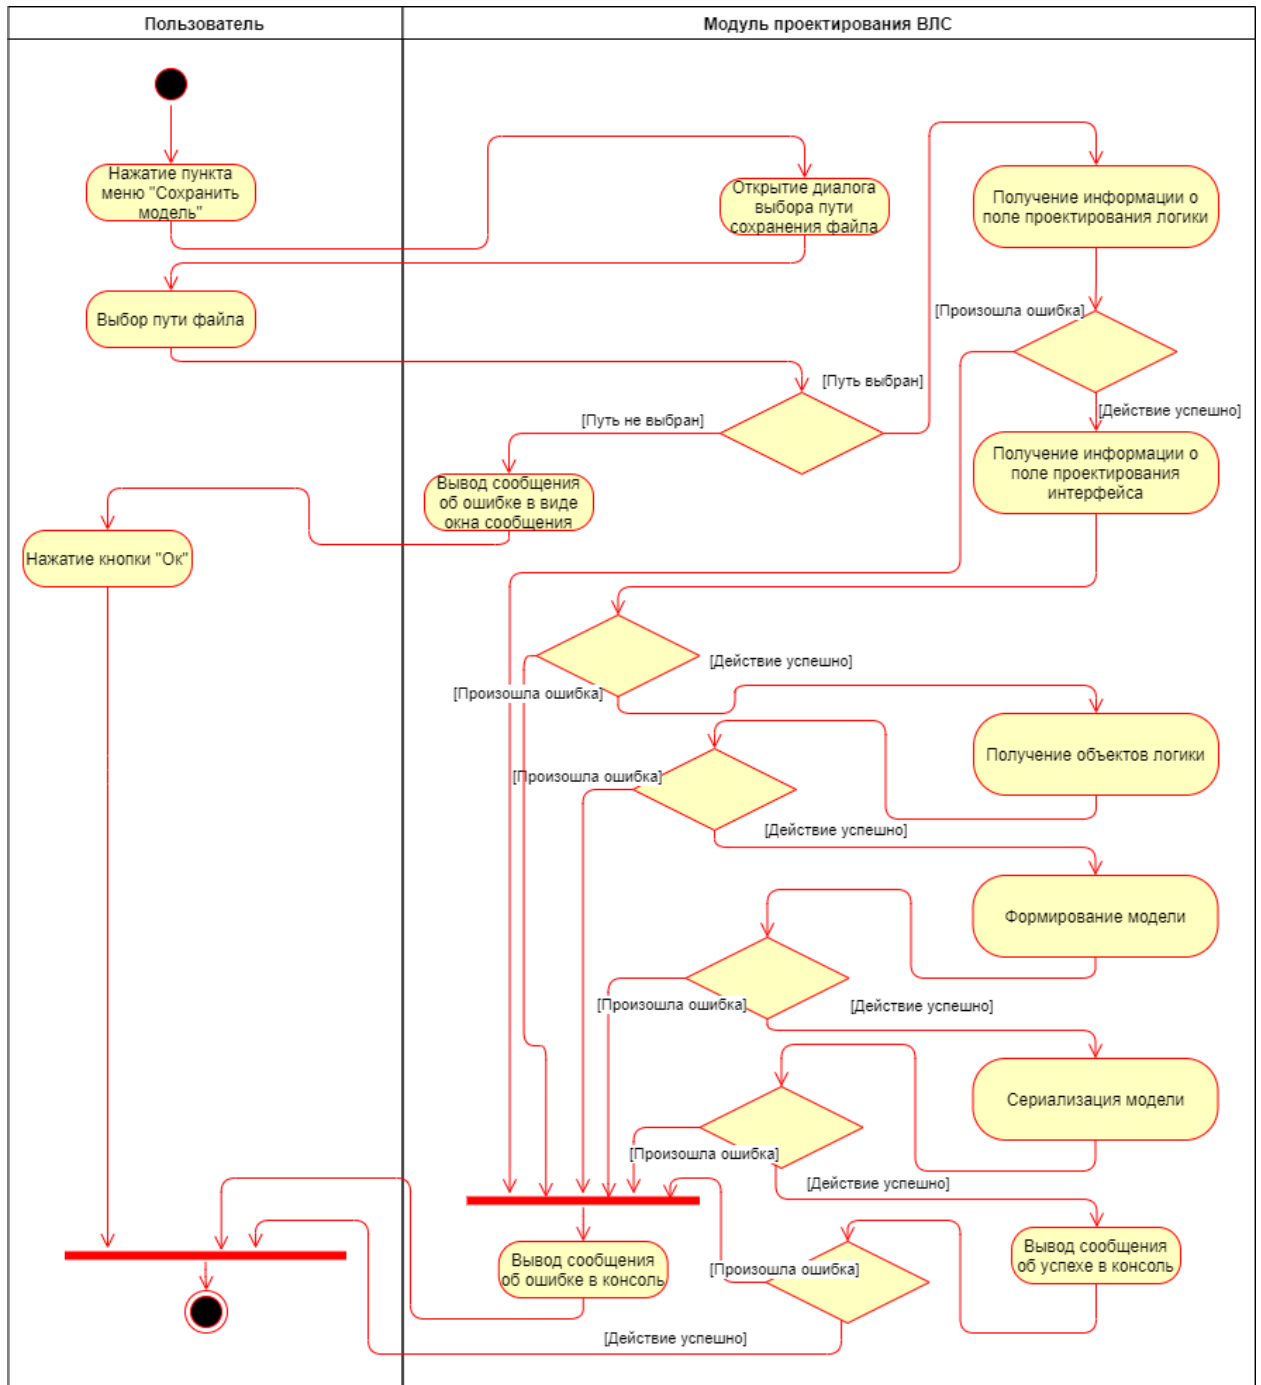 Пользователь
Модуль проектирования ВЛС
Нажатие пункта
меню "Сохранить
модель"
Открытие диалога
выбора пути
сохранения файла
Получение информации о
поле проектирования логики
Выбор пути файла
[Произошла ошибка]
[Путь выбран]
[Действие успешно]
[Путь не выбран]
Получение информации о
поле проектирования
интерфейса
Вывод сообщения
об ошибке в виде
окна сообщения
Нажатие кнопки "Ок"
[Действие успешно]
[Произошла ошибка]
Получение объектов логики
[Произошла ошибка]
[Действие успешно]
Формирование модели
[Произошла ошибка]
[Действие успешно]
Сериализация модели
[Произошла ошибка]
[Действие успешно]
Вывод сообщения
об успехе в консоль
Вывод сообщения
об ошибке в консоль
[Произошла ошибка]
[Действие успешно]